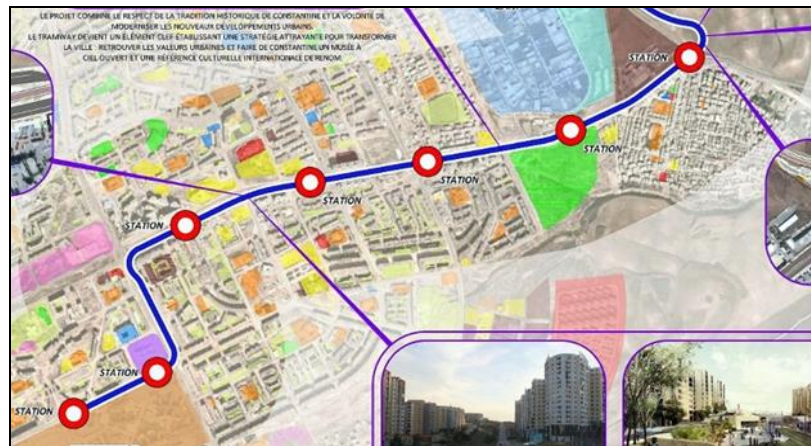 LE PROJET COMBINE LE RESPECT DE LA TRADITION HISTORIQUE DE CONSTANTINE ET LA VOLONTE DE
MODERNISER LES NOUVEAUX DEVELOPPEMENTS URBAINS.
LE TRAMWAY DEVIENT UN ÉLÉMENT CLEF ÉTABLISSANT UNE STRATÉGIE ATTRAYANTE POUR TRANSFORMER
LA VILLE : RETROUVER LES VALEURS URBAINES ET FAIRE DE CONSTANTINE UN MUSÉE À
CIEL OUVERT ET UNE RÉFÉRENCE CULTURELLE INTERNATIONALE DE RENOM
STATION
STATION
STATION
STATION
STATION
STATION
STATION